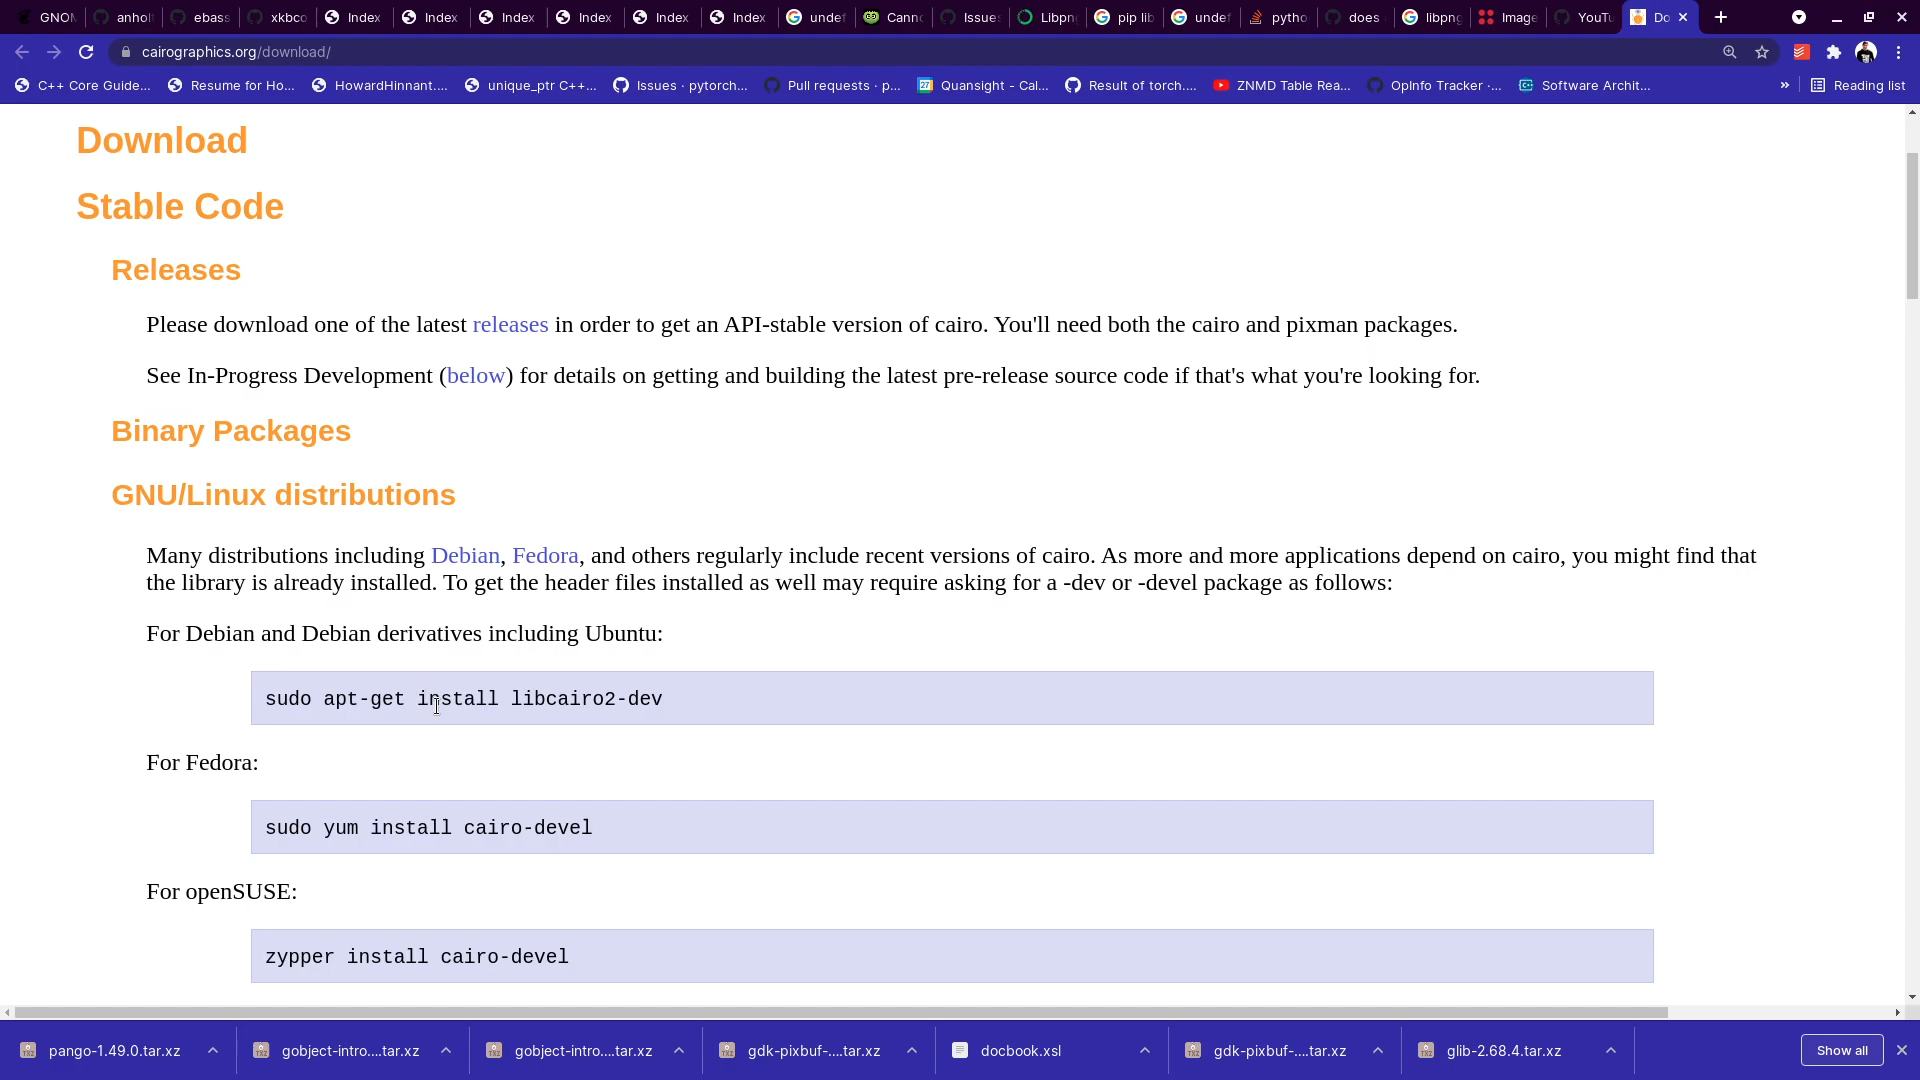 GNOM
anholt
ebass
xkbco
Index
Index
Index
Index
Index
Index
undef
Canno
Issues
Libpng
pip lib
undef
pytho
does
libpng
Image
YouTu
Do
cairographics.org/download/
C++ Core Guide...
Resume for Ho...
HowardHinnant....
unique_ptr C++...
Issues · pytorch...
Pull requests · p...
27
Quansight - Cal...
Result of torch....
ZNMD Table Rea...
OpInfo Tracker ·...
Software Archit...
»
Reading list
Download
Stable Code
Releases
Please download one of the latest releases in order to get an API-stable version of cairo. You'll need both the cairo and pixman packages.
See In-Progress Development (below) for details on getting and building the latest pre-release source code if that's what you're looking for.
Binary Packages
GNU/Linux distributions
Many distributions including Debian, Fedora, and others regularly include recent versions of cairo. As more and more applications depend on cairo, you might find that
the library is already installed. To get the header files installed as well may require asking for a -dev or -devel package as follows:
For Debian and Debian derivatives including Ubuntu:
sudo apt-get install libcairo2-dev
For Fedora:
sudo yum install cairo-devel
For openSUSE:
zypper install cairo-devel
pango-1.49.0.tar.xz
gobject-intro....tar.xz
gobject-intro....tar.xz
gdk-pixbuf-....tar.xz
docbook.xsl
gdk-pixbuf-....tar.xz
glib-2.68.4.tar.xz
Show all